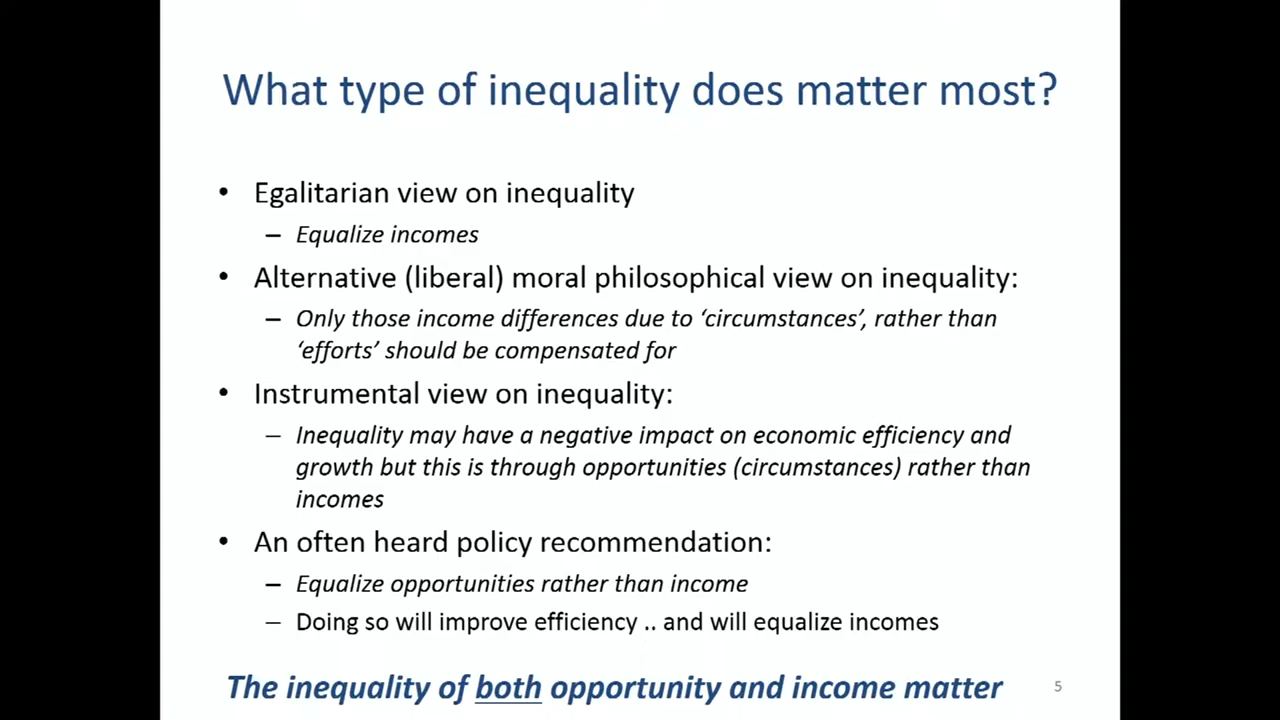 What type of inequality does matter most?
• Egalitarian view on inequality
– Equalize incomes
• Alternative (liberal) moral philosophical view on inequality:
– Only those income differences due to ‘circumstances’, rather than
‘efforts’ should be compensated for
• Instrumental view on inequality:
– Inequality may have a negative impact on economic efficiency and
growth but this is through opportunities (circumstances) rather than
incomes
• An often heard policy recommendation:
– Equalize opportunities rather than income
– Doing so will improve efficiency .. and will equalize incomes
The inequality of both opportunity and income matter
5